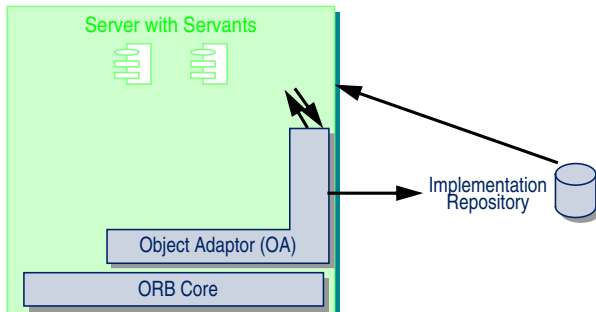 Server with Servants
Implementation
Repository
Object Adaptor (OA)
ORB Core